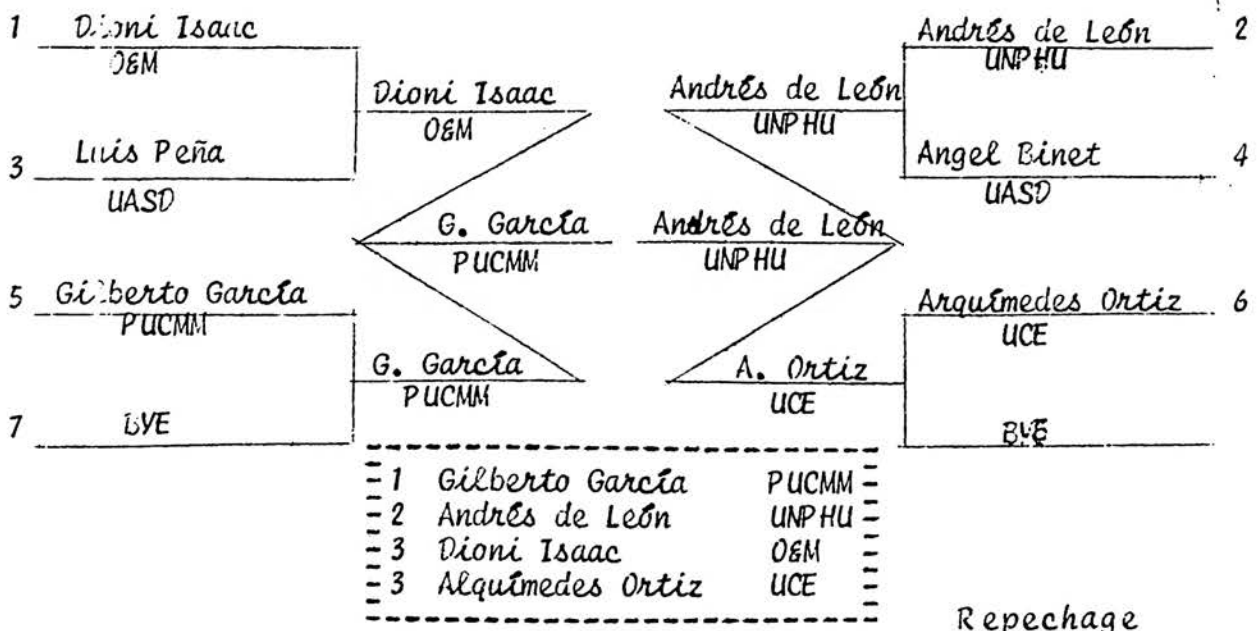 1 Dioni Isaac
O&M
Andrés de León 2
UNPHU
Dioni Isaac
O&M
Andrés de León
UNPHU
3 Luis Peña
UASD
Angel Binet 4
UASD
G. García
PUCMM
Andrés de León
UNPHU
5 Gilberto García
PUCMM
Arquímedes Ortiz 6
UCE
G. García
PUCMM
A. Ortiz
UCE
7 BYE
BYE
1 Gilberto García PUCMM
2 Andrés de León UNPHU
3 Dioni Isaac O&M
3 Alquímedes Ortiz UCE
Repechage